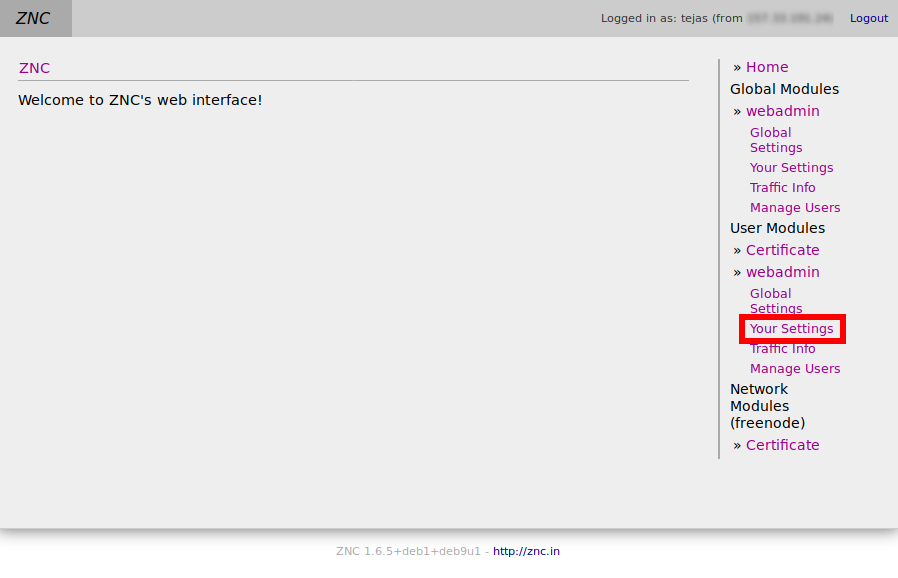 ZNC
Logged in as: tejas (from
Logout
ZNC
Welcome to ZNC's web interface!
» Home
Global Modules
» webadmin
Global
Settings
Your Settings
Traffic Info
Manage Users
User Modules
» Certificate
» webadmin
Global
Settings
Your Settings
Traffic Info
Manage Users
Network
Modules
(freenode)
» Certificate
ZNC 1.6.5+deb1+deb9u1 - http://znc.in